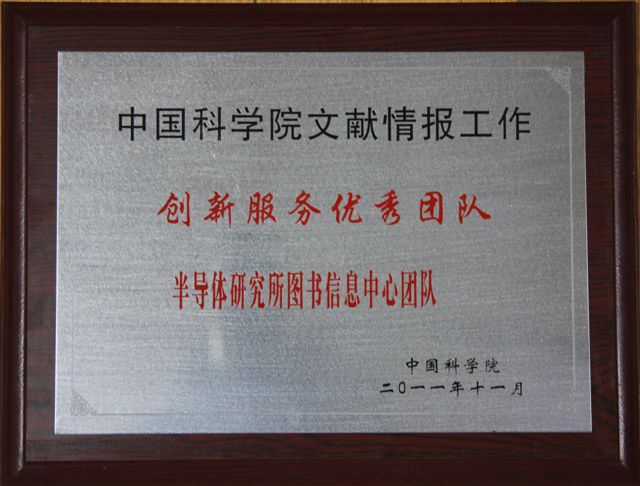 中国科学院文献情报工作
创新服务优秀团队
半导体研究所图书信息中心团队
中国科学院
二〇一一年十一月